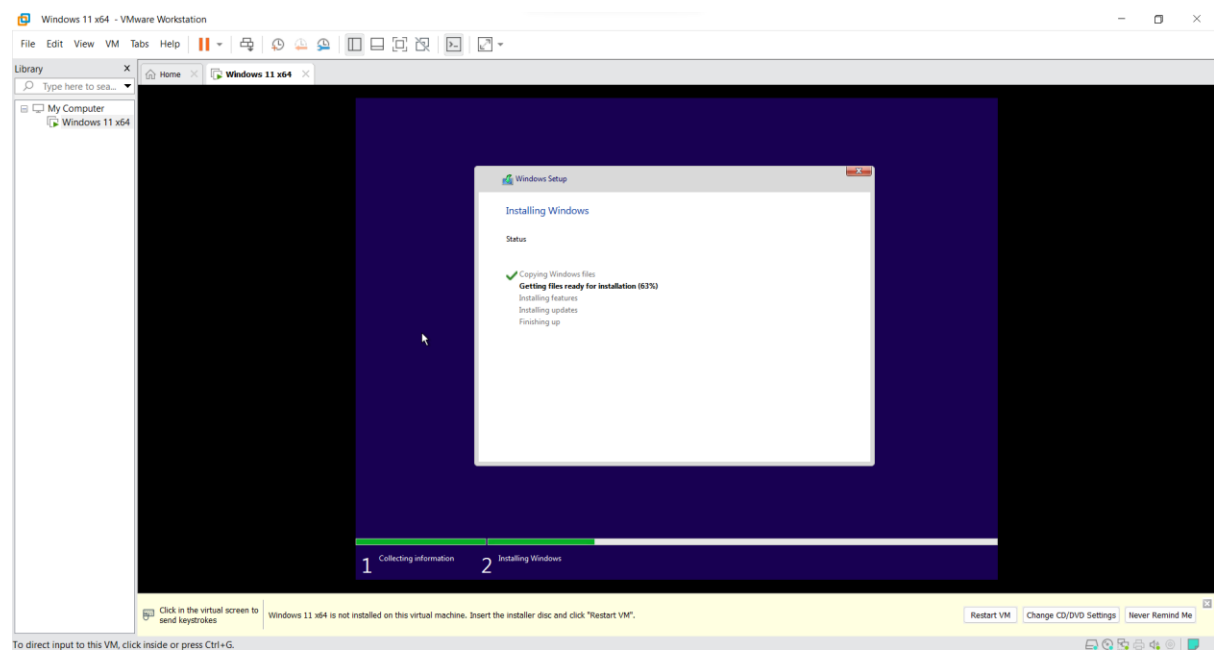 Windows 11 x64 - VMware Workstation
File Edit View VM Tabs Help
Library X
Home
Windows 11 x64
Type here to sea...
My Computer
Windows 11 x64
Windows Setup
Installing Windows
Status
Copying Windows files
Getting files ready for installation (63%)
Installing features
Installing updates
Finishing up
1 Collecting information
2 Installing Windows
Click in the virtual screen to
send keystrokes
Windows 11 x64 is not installed on this virtual machine. Insert the installer disc and click "Restart VM".
Restart VM
Change CD/DVD Settings
Never Remind Me
To direct input to this VM, click inside or press Ctrl+G.